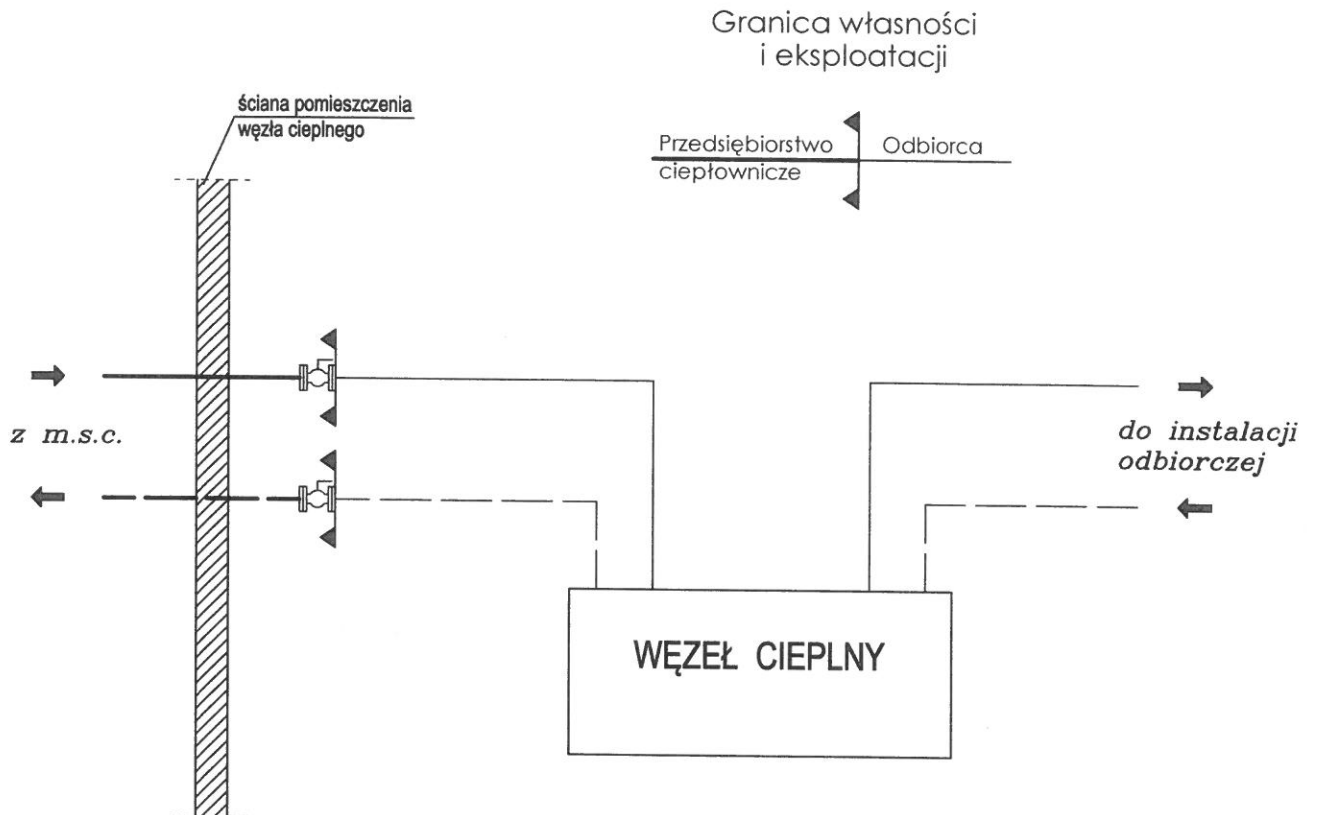 Granica własności
i eksploatacji
ściana pomieszczenia
węzła cieplnego
Przedsiębiorstwo
ciepłownicze
Odbiorca
z m.s.c.
do instalacji
odbiorczej
WĘZEŁ CIEPLNY